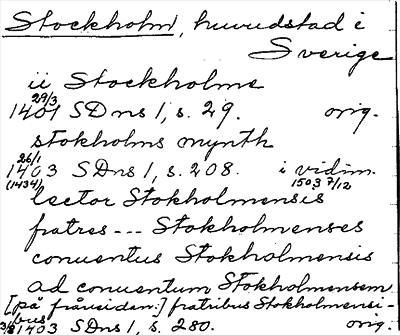 Stockholm, huvudstad i
Sverige
ii Stockholme
29/3
1401 SDns 1, s. 29. orig.
stokholms mynth
26/1
1403 SDns 1, s. 208. i vidim.
(1434) 1503 7/12
lector Stokholmensis
fratres --- Stokholmenses
conuentus Stokholmensis
ad conuentum Stokholmensem
[på frånsidan:] fratribus Stokholmensi-
bus
1403 SDns 1, s. 280. orig.